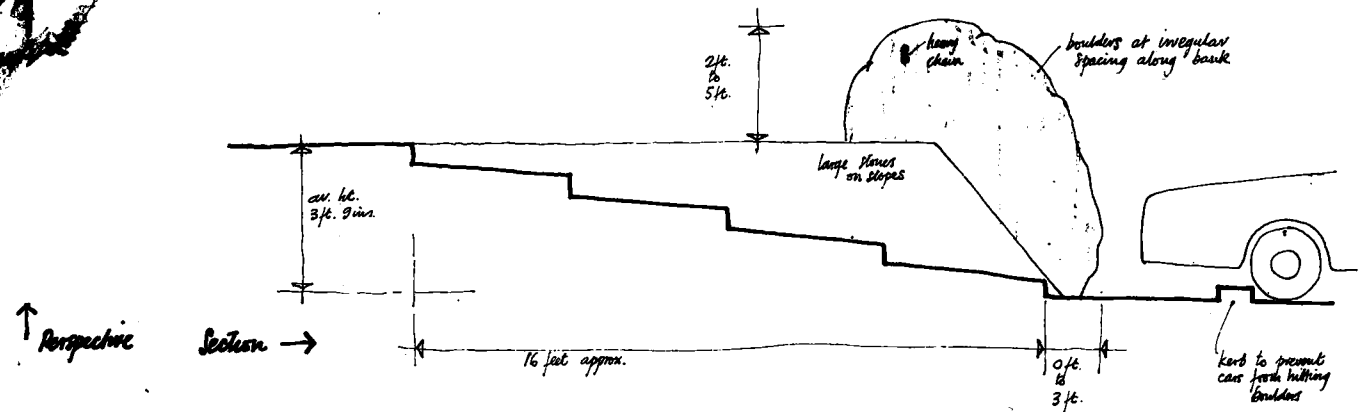 2ft.
to
5ft.
heavy
chain
boulders at irregular
spacing along bank
large stones
on slopes
av. ht.
3ft. 9ins.
Perspective
Section
16 feet approx.
0ft.
to
3ft.
kerb to prevent
cars from hitting
boulders